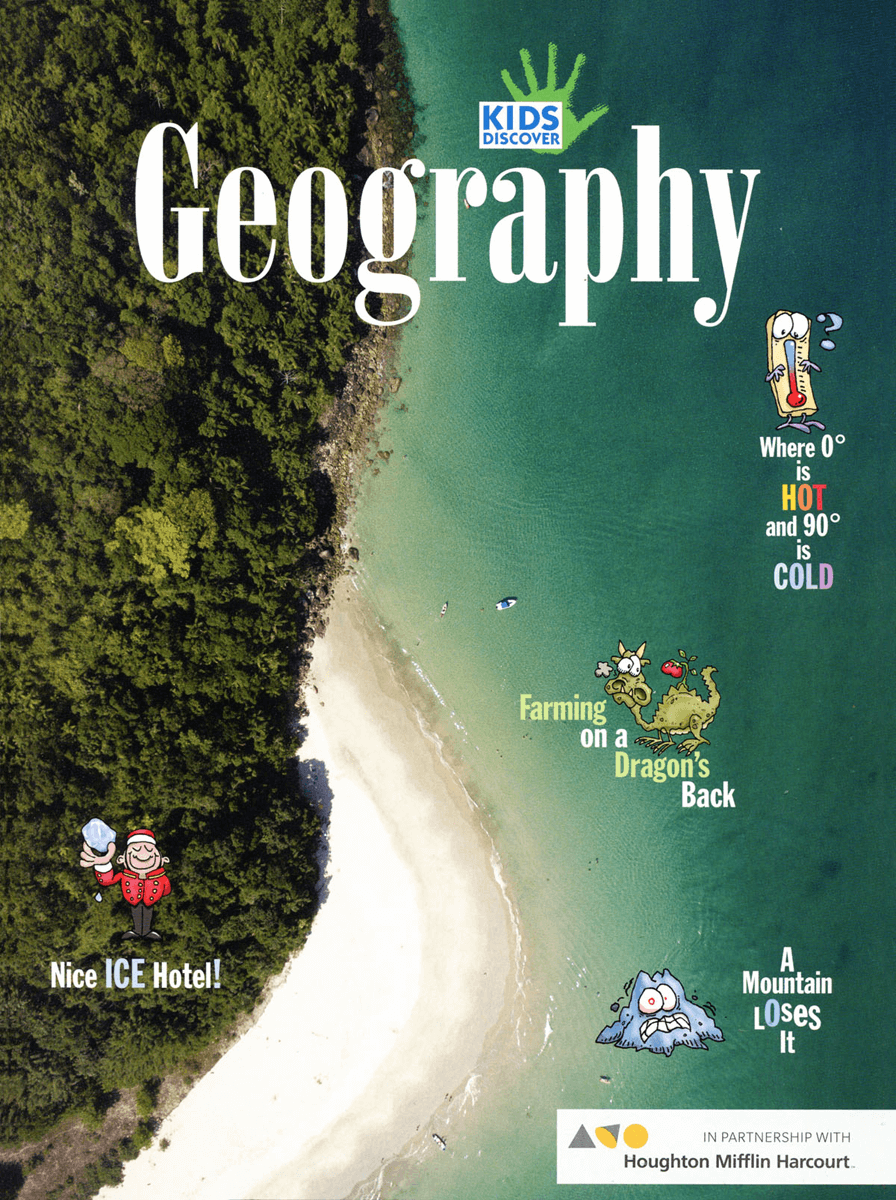 KIDS
DISCOVER
Geography
?
Where 0°
is
HOT
and 90°
is
COLD
Farming
on a
Dragon's
Back
Nice ICE Hotel!
A
Mountain
Loses
It
IN PARTNERSHIP WITH
Houghton Mifflin Harcourt™